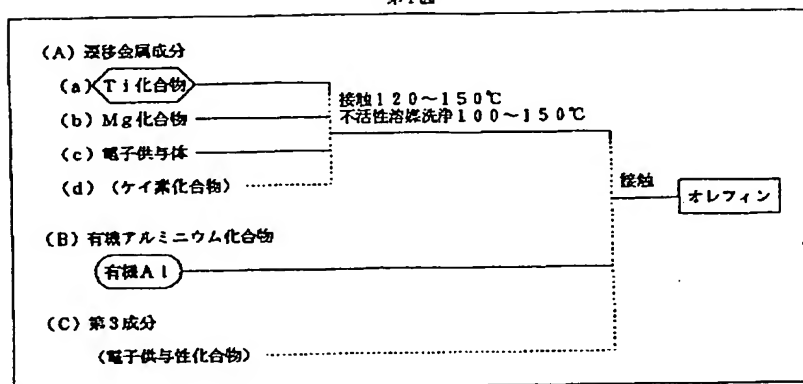 第1図
(A) 遷移金属成分
(a) Ti化合物
(b) Mg化合物
(c) 電子供与体
(d) (ケイ素化合物)
接触120～150℃
不活性溶媒洗浄100～150℃
接触
オレフィン
(B) 有機アルミニウム化合物
有機Al
(C) 第3成分
(電子供与性化合物)